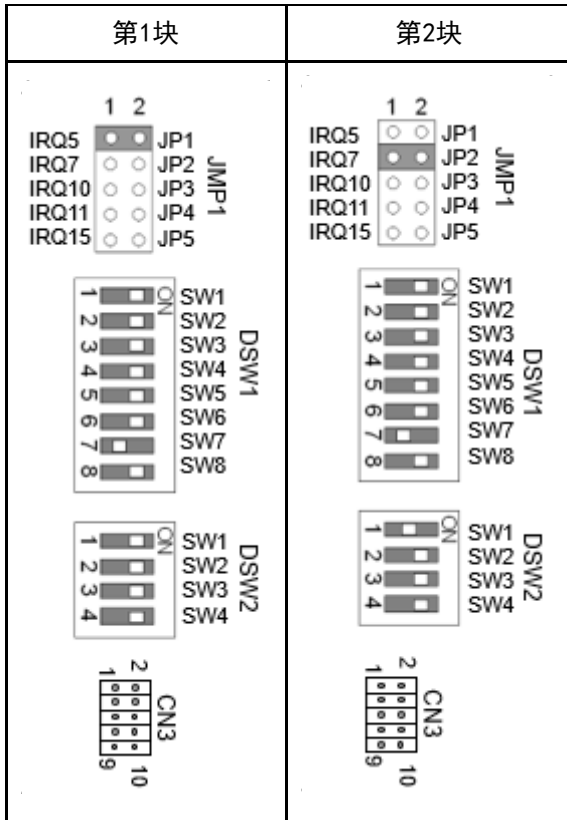 第1块
第2块
1 2
IRQ5 JP1
IRQ7 JP2
IRQ10 JP3
IRQ11 JP4
IRQ15 JP5
JMP1
ON
1 SW1
2 SW2
3 SW3
4 SW4
5 SW5
6 SW6
7 SW7
8 SW8
DSW1
ON
1 SW1
2 SW2
3 SW3
4 SW4
DSW2
1 2
CN3
9 10
1 2
IRQ5 JP1
IRQ7 JP2
IRQ10 JP3
IRQ11 JP4
IRQ15 JP5
JMP1
ON
1 SW1
2 SW2
3 SW3
4 SW4
5 SW5
6 SW6
7 SW7
8 SW8
DSW1
ON
1 SW1
2 SW2
3 SW3
4 SW4
DSW2
1 2
CN3
9 10